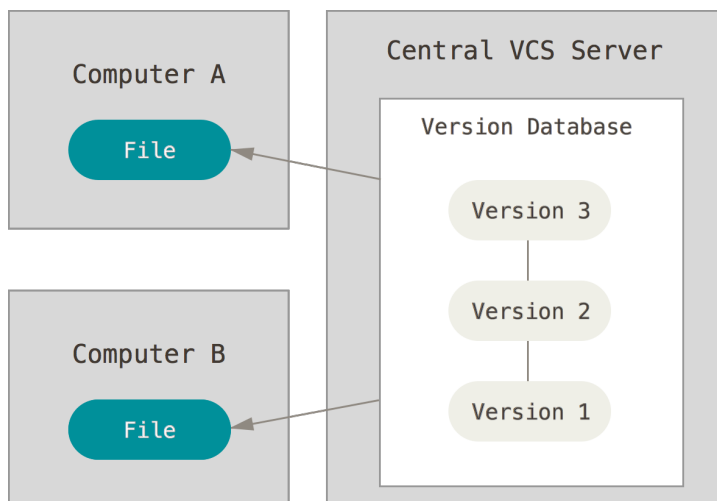 Computer A
File
Computer B
File
Central VCS Server
Version Database
Version 3
Version 2
Version 1